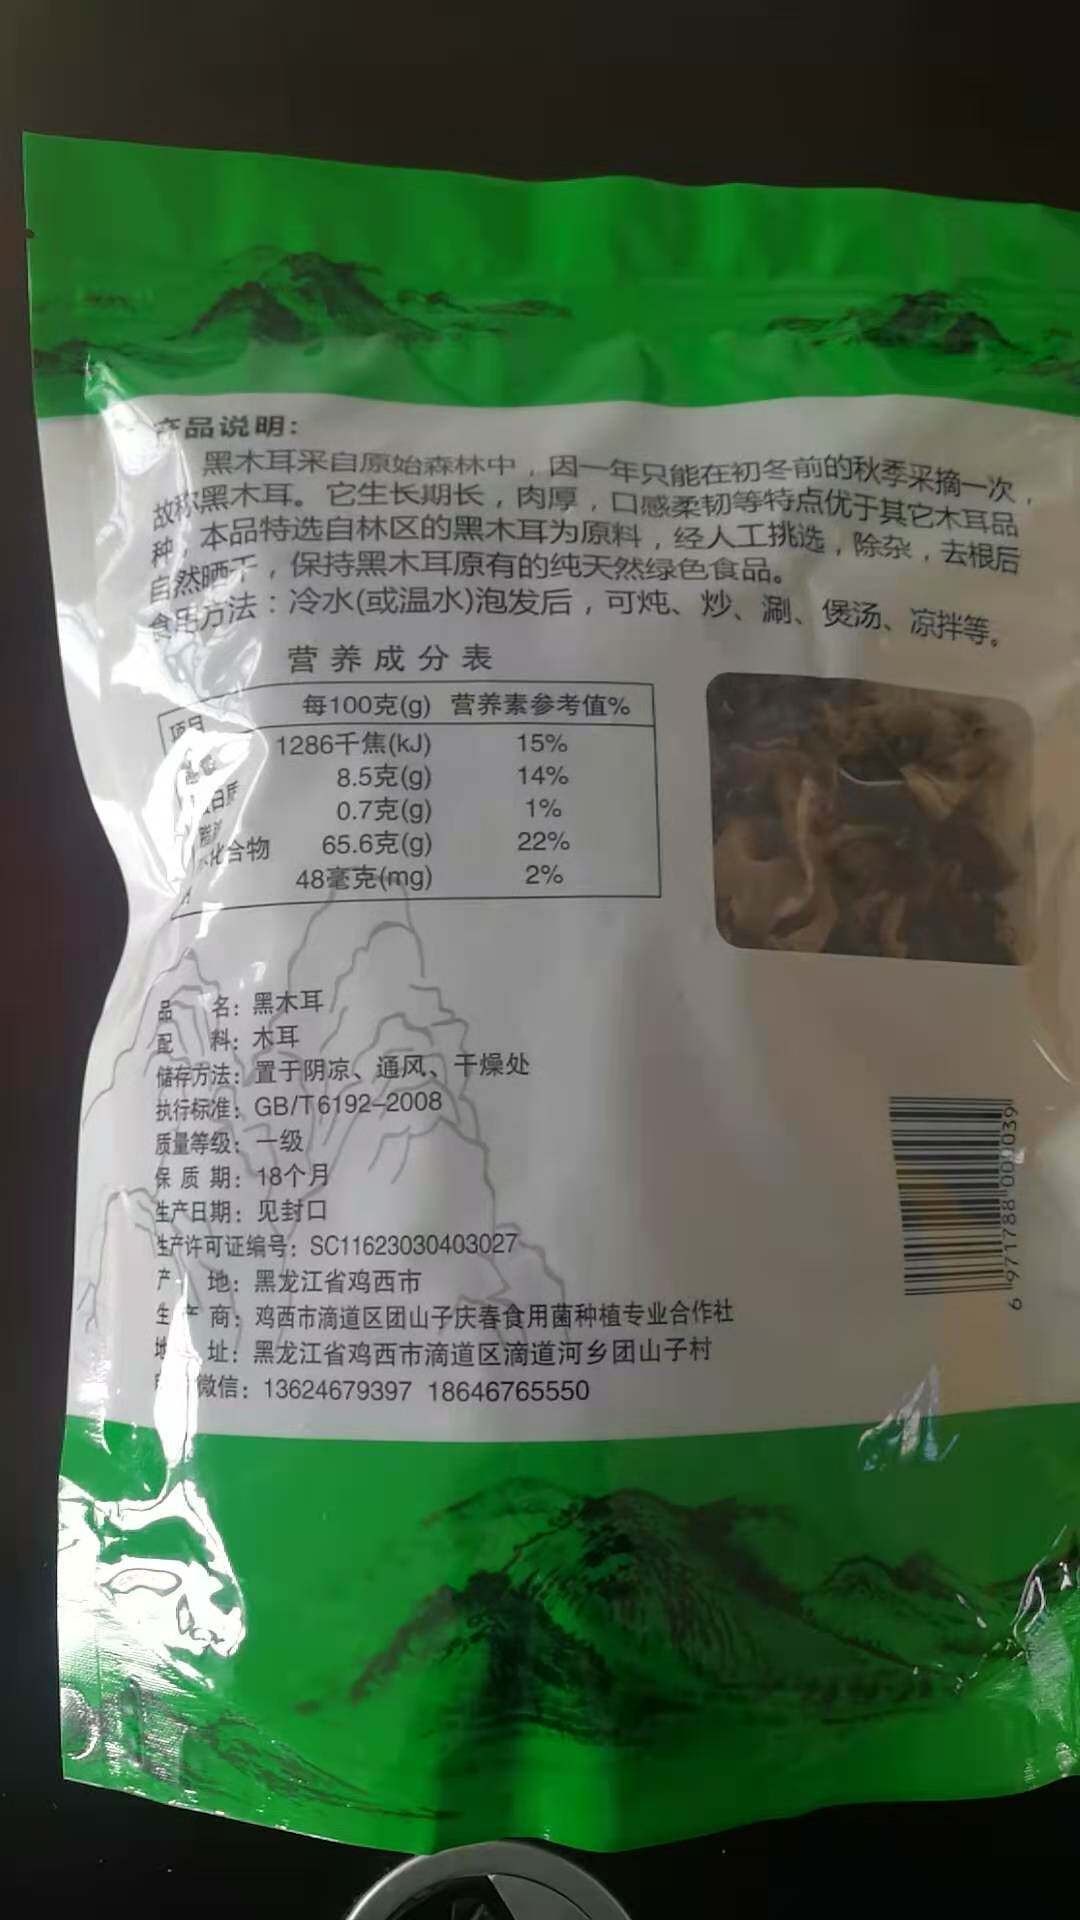 产品说明：
黑木耳采自原始森林中，因一年只能在初冬前的秋季采摘一次，
故称黑木耳。它生长期长，肉厚，口感柔韧等特点优于其它木耳品
种，本品特选自林区的黑木耳为原料，经人工挑选，除杂，去根后
自然晒干，保持黑木耳原有的纯天然绿色食品。
食用方法：冷水(或温水)泡发后，可炖、炒、涮、煲汤、凉拌等。
营养成分表
项目 每100克(g) 营养素参考值%
1286千焦(kJ) 15%
白质 8.5克(g) 14%
0.7克(g) 1%
化合物 65.6克(g) 22%
48毫克(mg) 2%
品名：黑木耳
配料：木耳
储存方法：置于阴凉、通风、干燥处
执行标准：GB/T6192-2008
质量等级：一级
保质期：18个月
生产日期：见封口
生产许可证编号：SC11623030403027
产地：黑龙江省鸡西市
生产商：鸡西市滴道区团山子庆春食用菌种植专业合作社
地址：黑龙江省鸡西市滴道区滴道河乡团山子村
微信：13624679397 18646765550
6 971788 000039